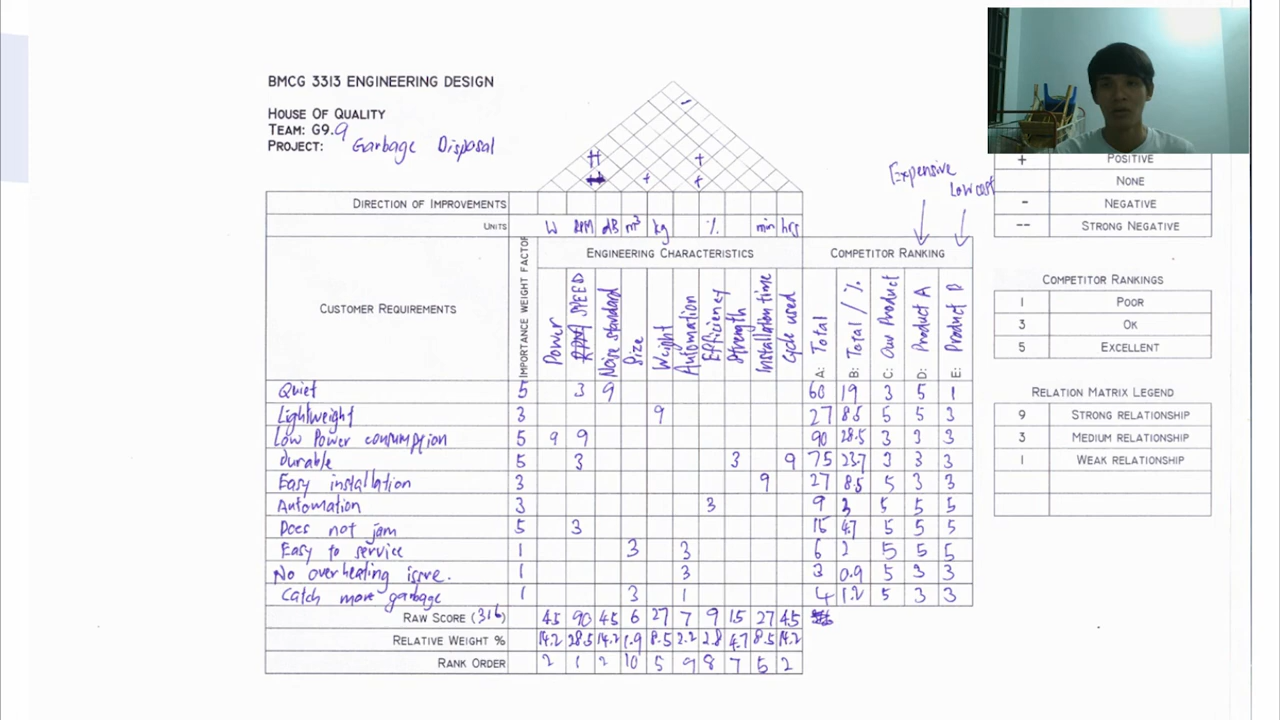 BMCG 3313 ENGINEERING DESIGN
HOUSE OF QUALITY
TEAM: G9.9
PROJECT: Garbage Disposal
Expensive
Low cost
+ POSITIVE
NONE
- NEGATIVE
-- STRONG NEGATIVE
DIRECTION OF IMPROVEMENTS
UNITS W RPM dB m³ kg % min hrs
ENGINEERING CHARACTERISTICS COMPETITOR RANKING
CUSTOMER REQUIREMENTS
IMPORTANCE WEIGHT FACTOR
Power
SPEED
Noise standard
Size
Weight
Automation
Efficiency
Strength
Installation time
Cycle used
A: Total
B: Total / %
C: Our Product
D: Product A
E: Product B
Quiet 5 3 9 60 19 3 5 1
Lightweight 3 9 27 8.5 5 5 3
Low Power consumption 5 9 9 90 28.5 3 3 3
durable 5 3 3 9 75 23.7 3 3 3
Easy installation 3 9 27 8.5 5 3 3
Automation 3 3 9 3 5 5 5
Does not jam 5 3 15 4.7 5 5 5
Easy to service 1 3 3 6 2 5 5 5
No overheating issue. 1 3 3 0.9 5 3 3
Catch more garbage 1 3 1 4 1.2 5 3 3
RAW SCORE (316) 45 90 45 6 27 7 9 15 27 45
RELATIVE WEIGHT % 14.2 28.5 14.2 1.9 8.5 2.2 2.8 4.7 8.5 14.2
RANK ORDER 2 1 2 10 5 9 8 7 5 2
COMPETITOR RANKINGS
1 POOR
3 OK
5 EXCELLENT
RELATION MATRIX LEGEND
9 STRONG RELATIONSHIP
3 MEDIUM RELATIONSHIP
1 WEAK RELATIONSHIP